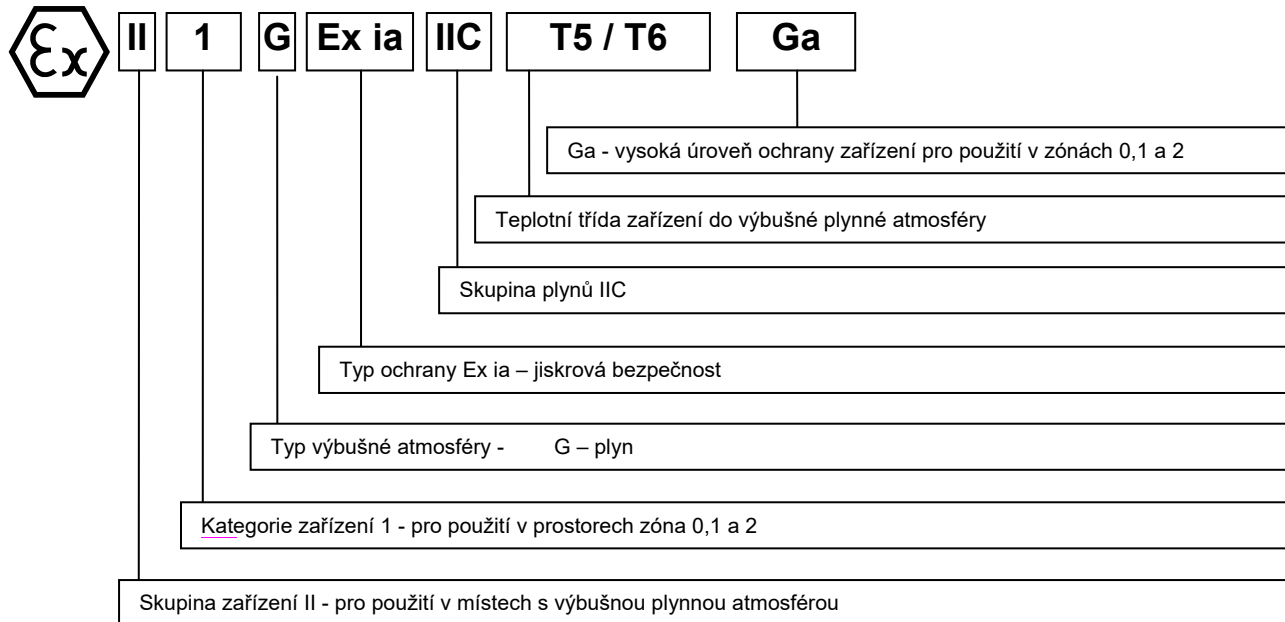 Ex II 1 G Ex ia IIC T5 / T6 Ga
Ga - vysoká úroveň ochrany zařízení pro použití v zónách 0,1 a 2
Teplotní třída zařízení do výbušné plynné atmosféry
Skupina plynů IIC
Typ ochrany Ex ia – jiskrová bezpečnost
Typ výbušné atmosféry - G – plyn
Kategorie zařízení 1 - pro použití v prostorech zóna 0,1 a 2
Skupina zařízení II - pro použití v místech s výbušnou plynnou atmosférou